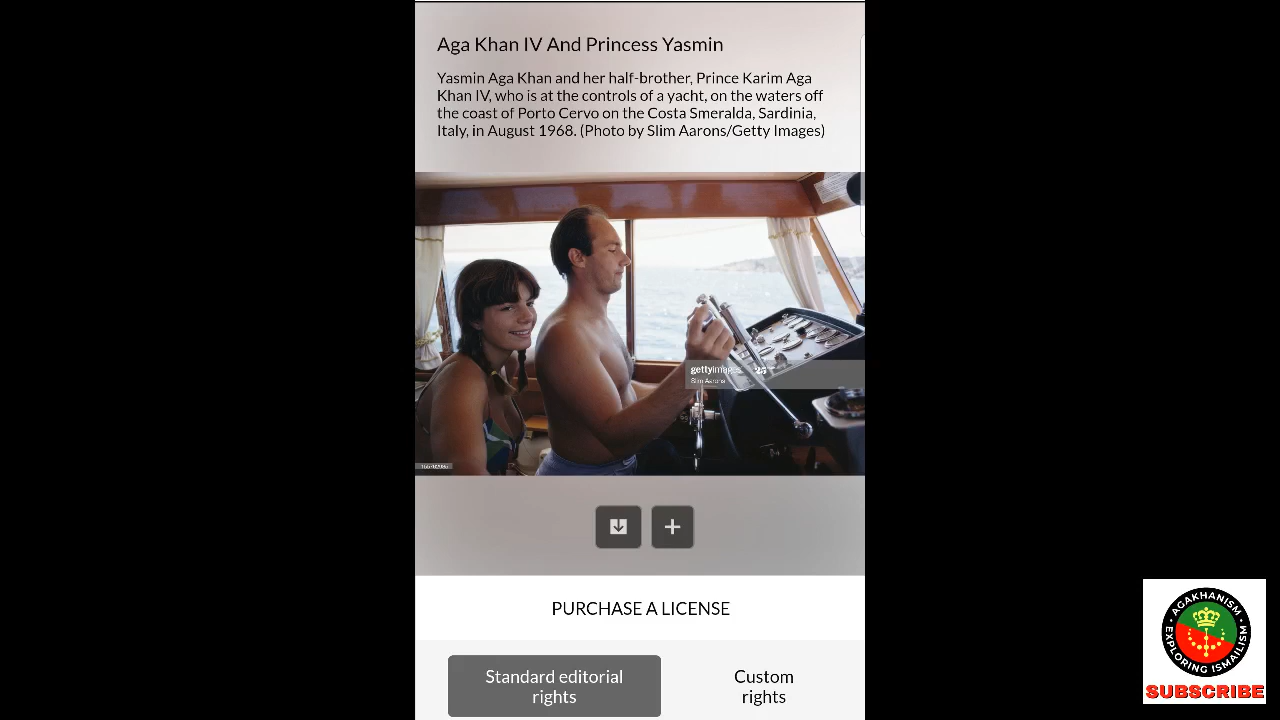 Aga Khan IV And Princess Yasmin
Yasmin Aga Khan and her half-brother, Prince Karim Aga
Khan IV, who is at the controls of a yacht, on the waters off
the coast of Porto Cervo on the Costa Smeralda, Sardinia,
Italy, in August 1968. (Photo by Slim Aarons/Getty Images)
gettyimages
Slim Aarons
PURCHASE A LICENSE
Standard editorial
rights
Custom
rights
AGAKHANISM
EXPLORING ISMAILISM
SUBSCRIBE